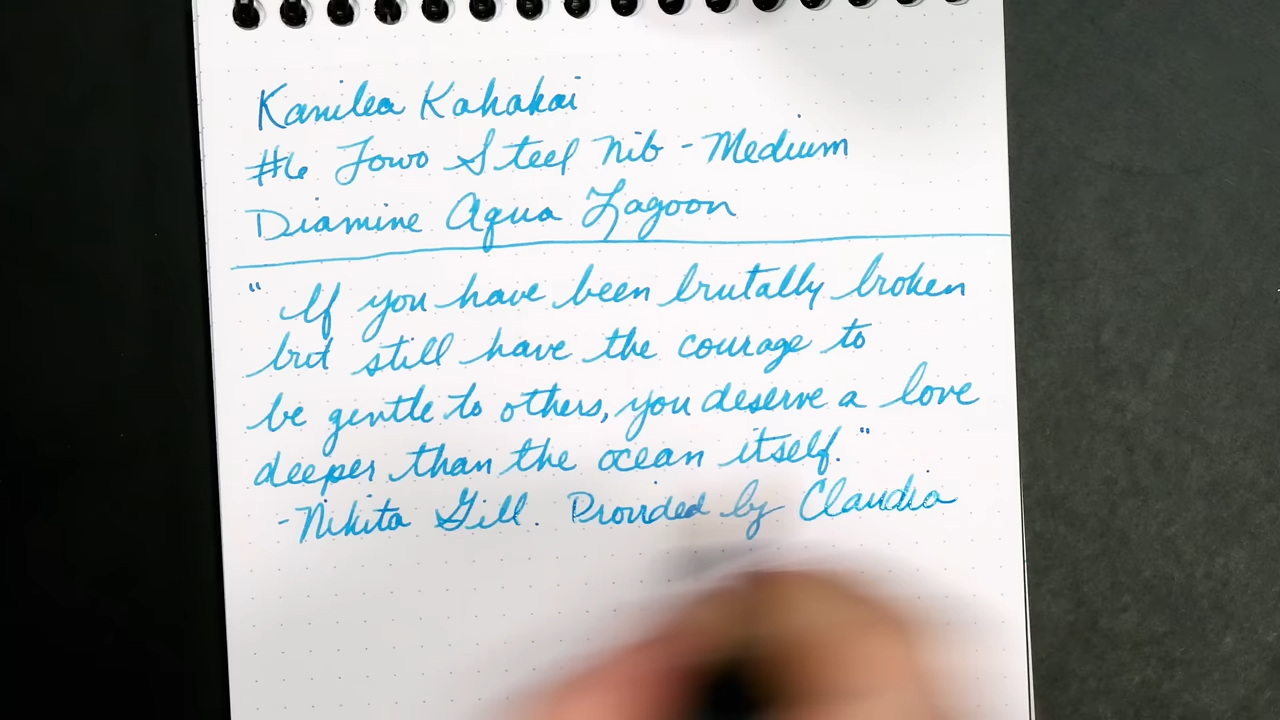 Kanilea Kahakai
#6 Jowo Steel Nib - Medium
Diamine Aqua Lagoon
" If you have been brutally broken
but still have the courage to
be gentle to others, you deserve a love
deeper than the ocean itself."
- Nikita Gill. Provided by Claudia